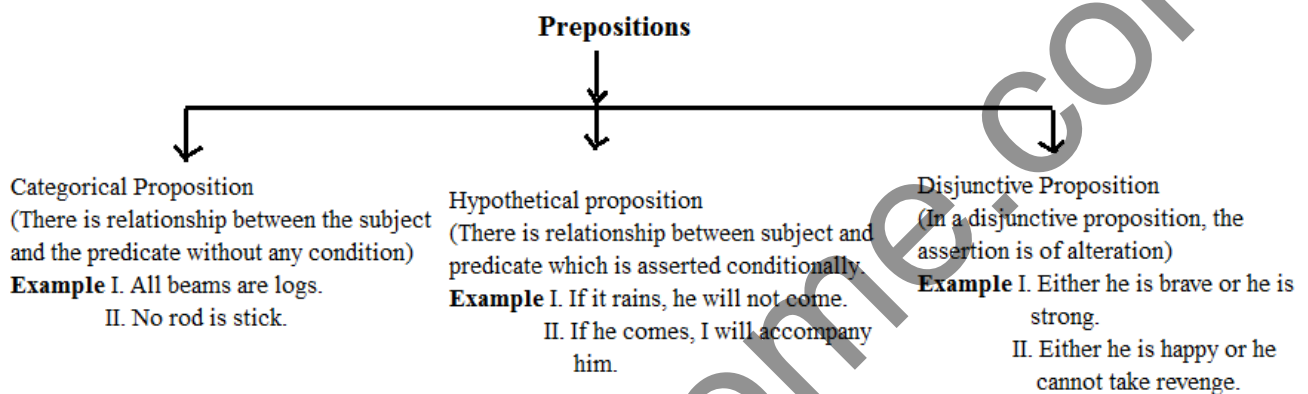 Prepositions
Categorical Proposition
(There is relationship between the subject
and the predicate without any condition)
Example I. All beams are logs.
II. No rod is stick.
Hypothetical proposition
(There is relationship between subject and
predicate which is asserted conditionally.
Example I. If it rains, he will not come.
II. If he comes, I will accompany
him.
Disjunctive Proposition
(In a disjunctive proposition, the
assertion is of alteration)
Example I. Either he is brave or he is
strong.
II. Either he is happy or he
cannot take revenge.
ome.com